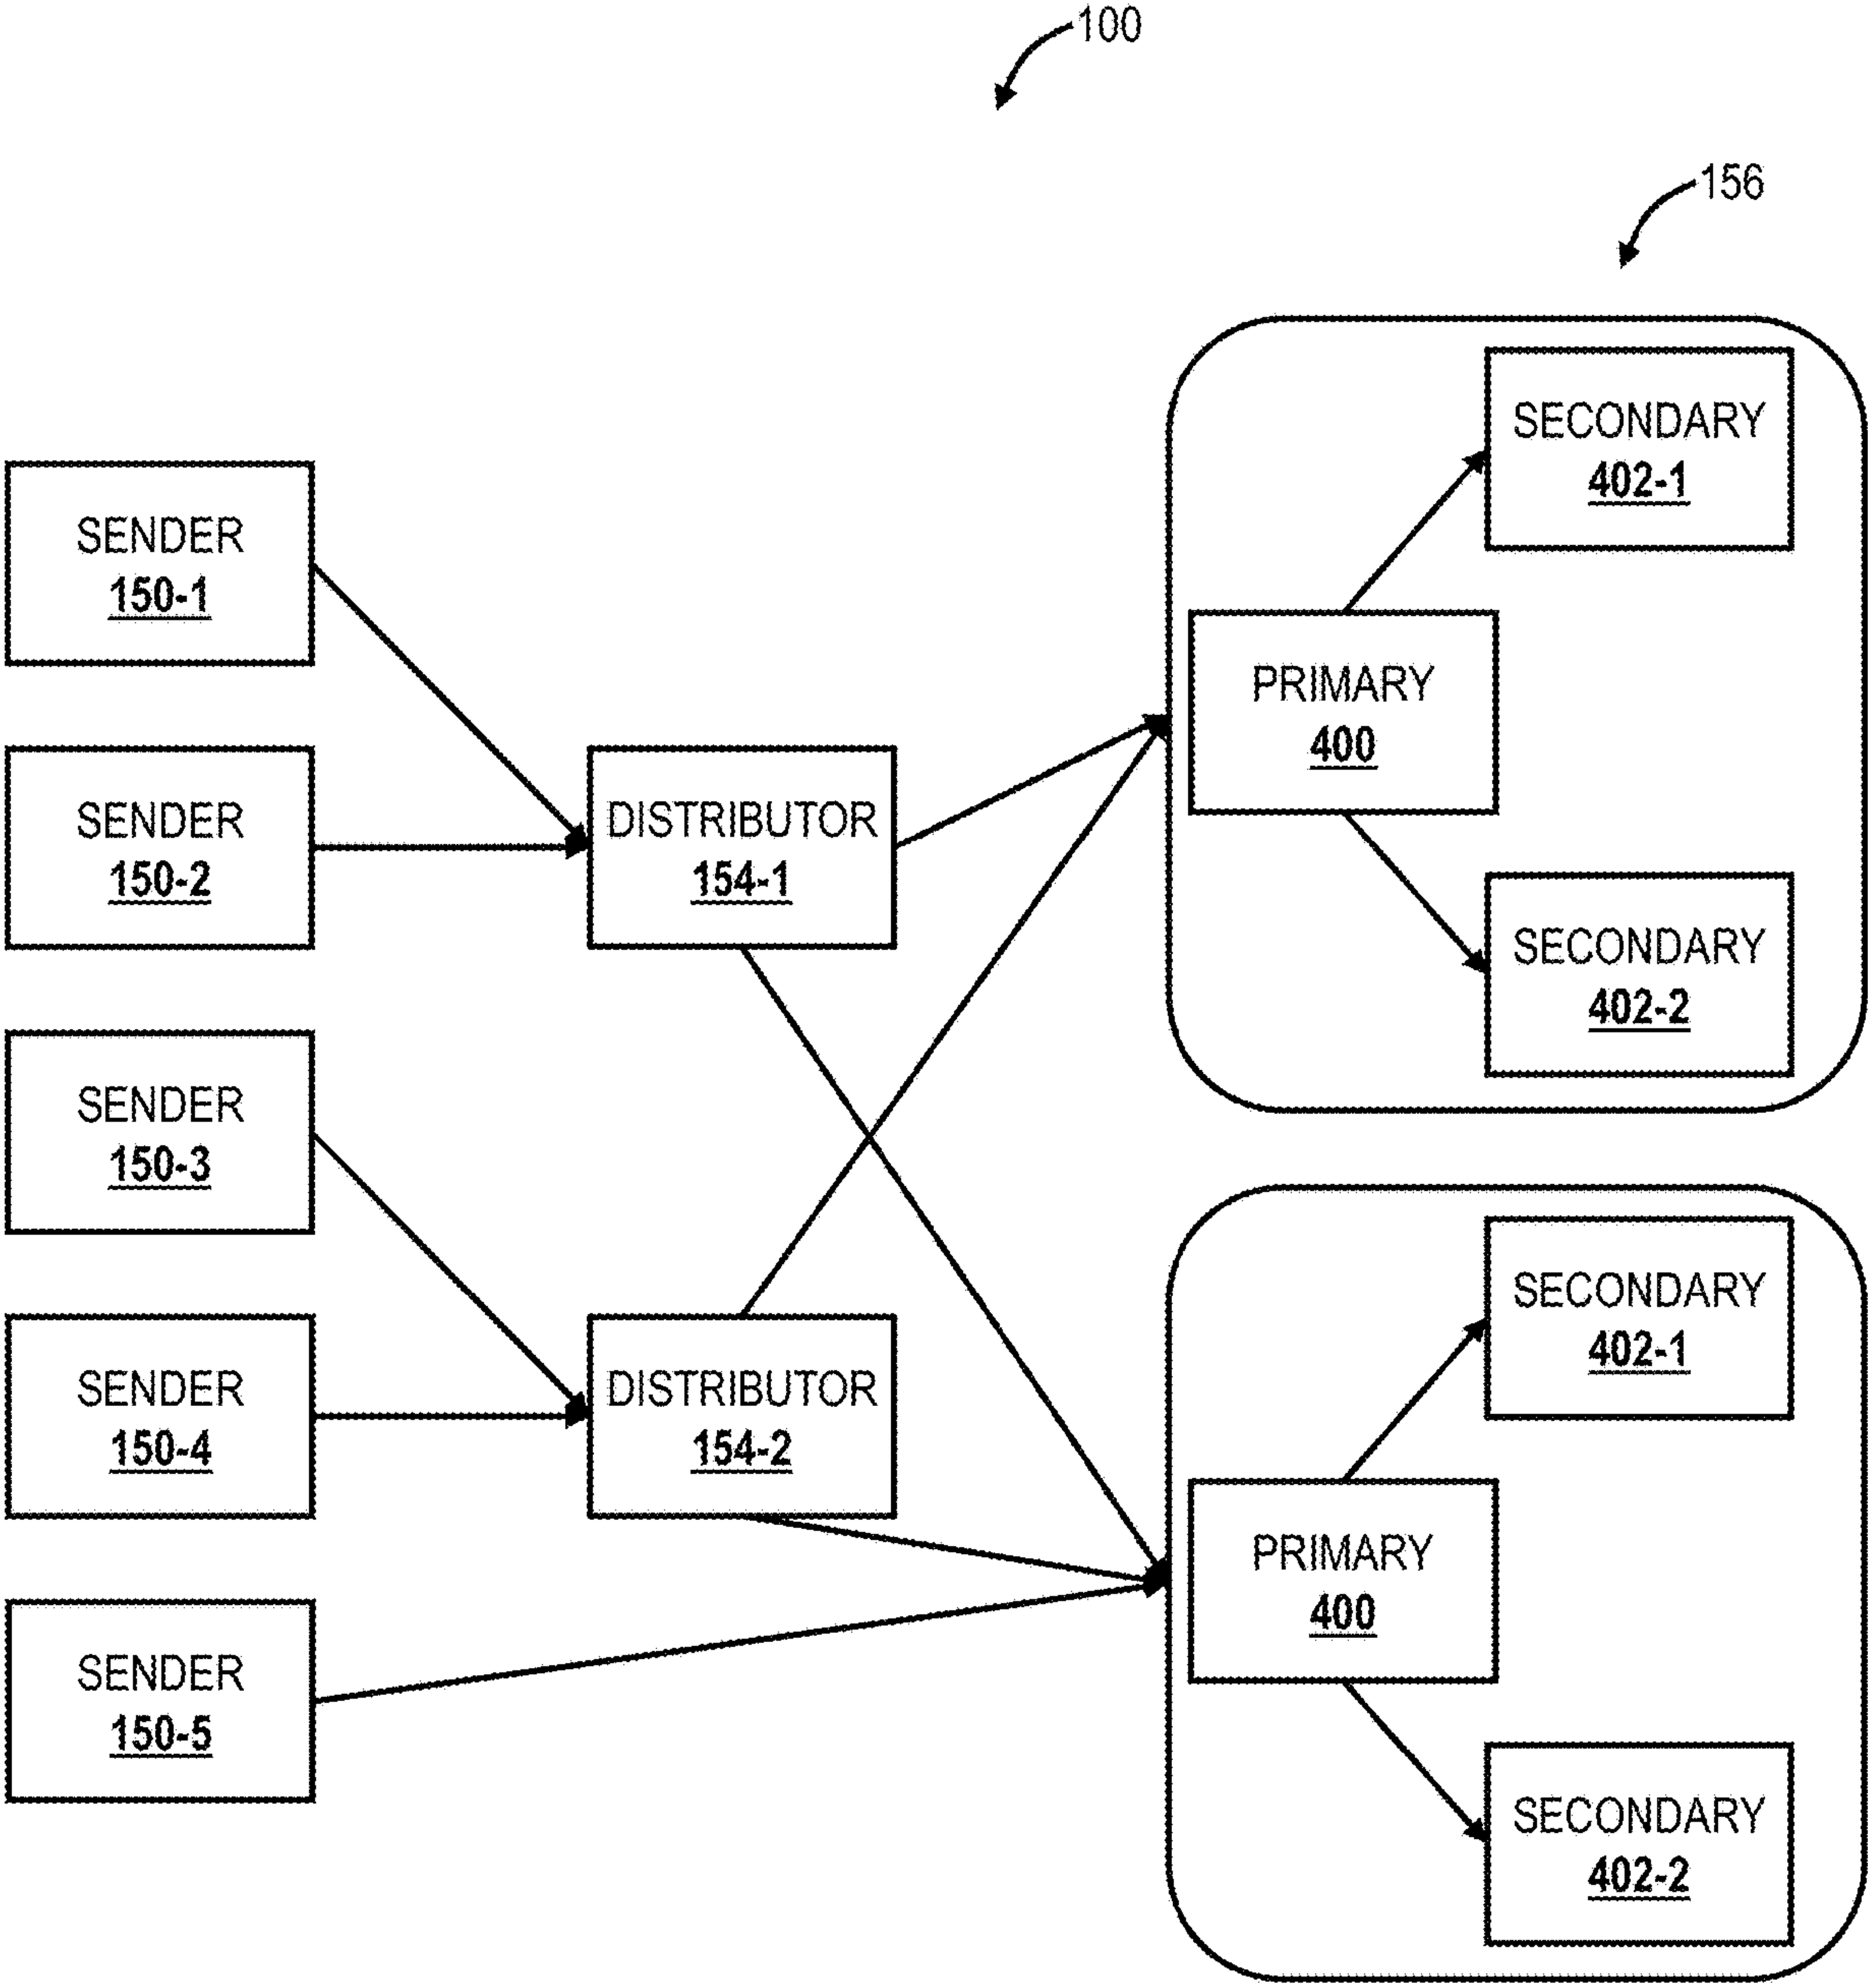 100
156
SENDER
150-1
SENDER
150-2
SENDER
150-3
SENDER
150-4
SENDER
150-5
DISTRIBUTOR
154-1
DISTRIBUTOR
154-2
SECONDARY
402-1
PRIMARY
400
SECONDARY
402-2
SECONDARY
402-1
PRIMARY
400
SECONDARY
402-2